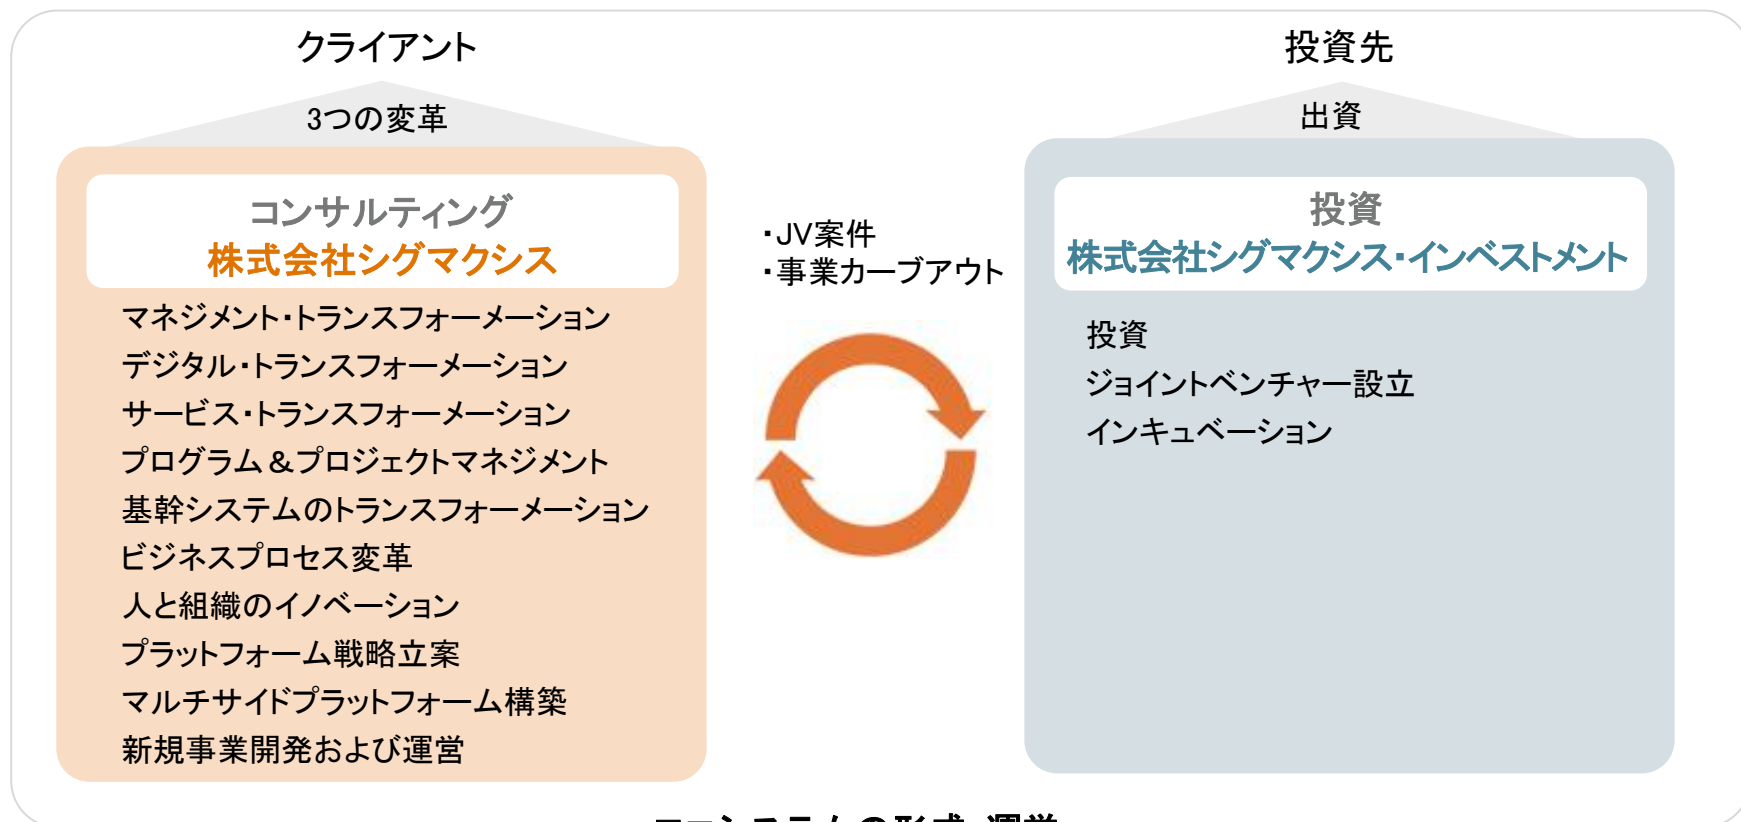 クライアント
3つの変革
コンサルティング
株式会社シグマクシス
マネジメント・トランスフォーメーション
デジタル・トランスフォーメーション
サービス・トランスフォーメーション
プログラム＆プロジェクトマネジメント
基幹システムのトランスフォーメーション
ビジネスプロセス変革
人と組織のイノベーション
プラットフォーム戦略立案
マルチサイドプラットフォーム構築
新規事業開発および運営
・JV案件
・事業カーブアウト
投資先
出資
投資
株式会社シグマクシス・インベストメント
投資
ジョイントベンチャー設立
インキュベーション